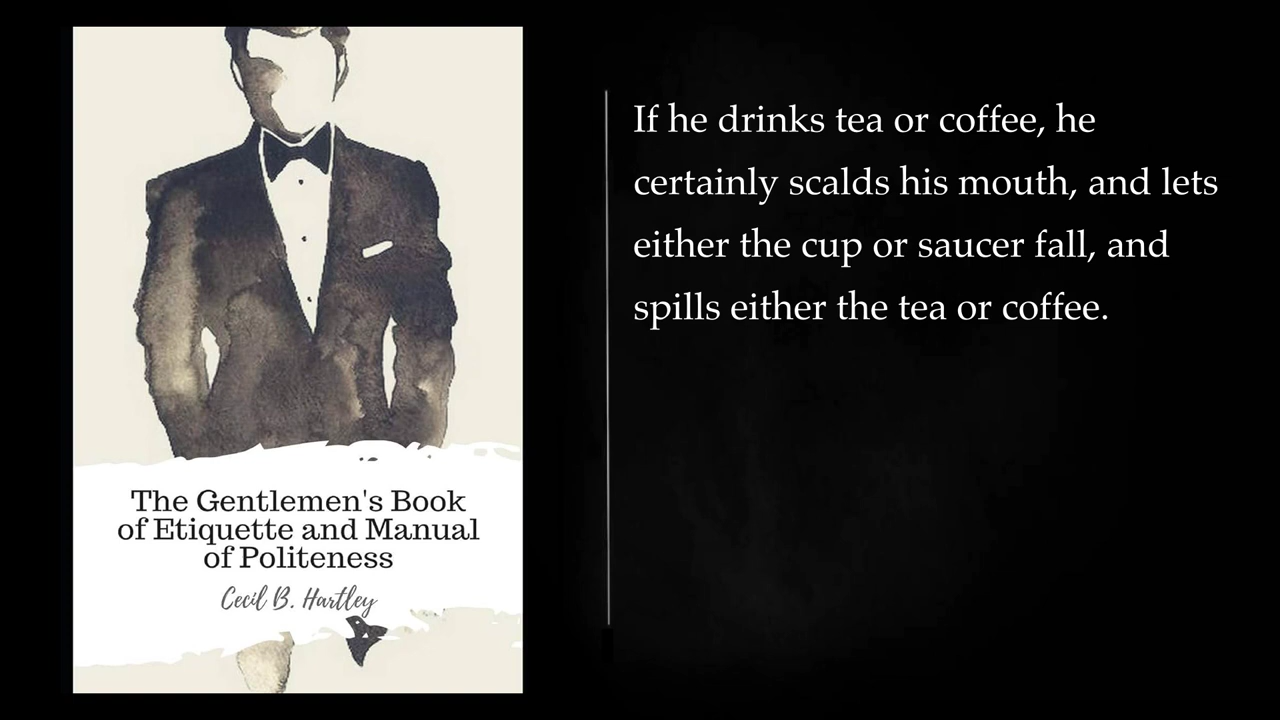 The Gentlemen's Book
of Etiquette and Manual
of Politeness
Cecil B. Hartley
If he drinks tea or coffee, he
certainly scalds his mouth, and lets
either the cup or saucer fall, and
spills either the tea or coffee.